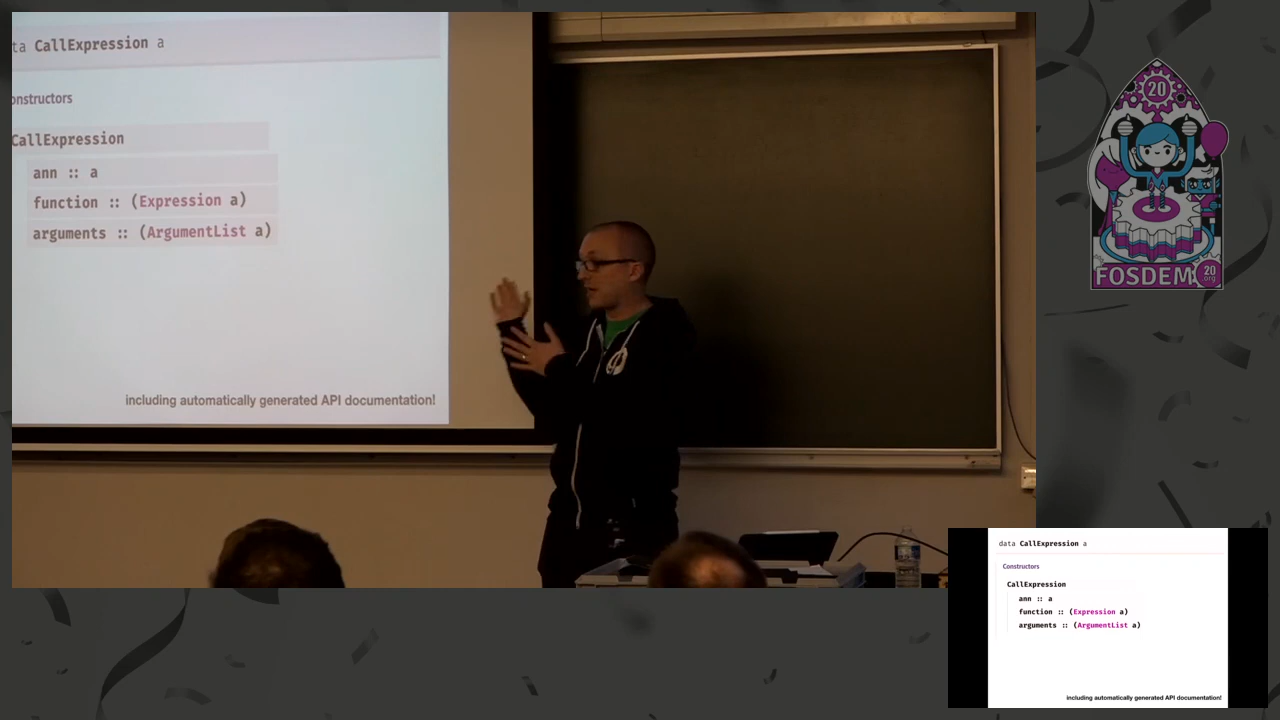 ta CallExpression a
onstructors
CallExpression
ann :: a
function :: (Expression a)
arguments :: (ArgumentList a)
including automatically generated API documentation!
20
FOSDEM
20
org
data CallExpression a
Constructors
CallExpression
ann :: a
function :: (Expression a)
arguments :: (ArgumentList a)
including automatically generated API documentation!